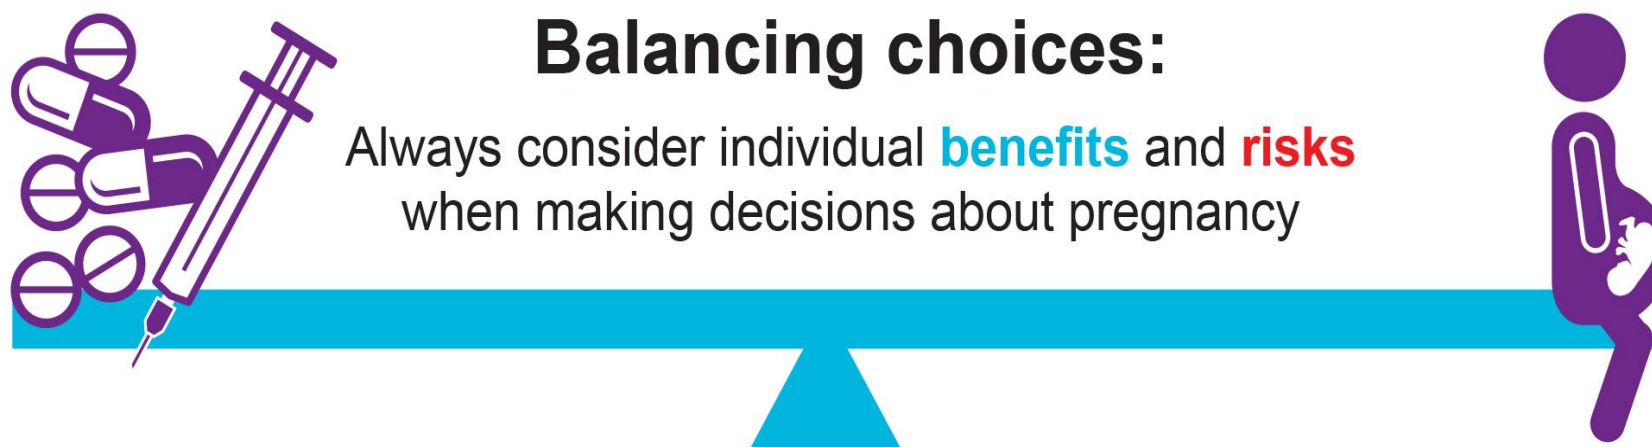 Balancing choices:
Always consider individual benefits and risks
when making decisions about pregnancy